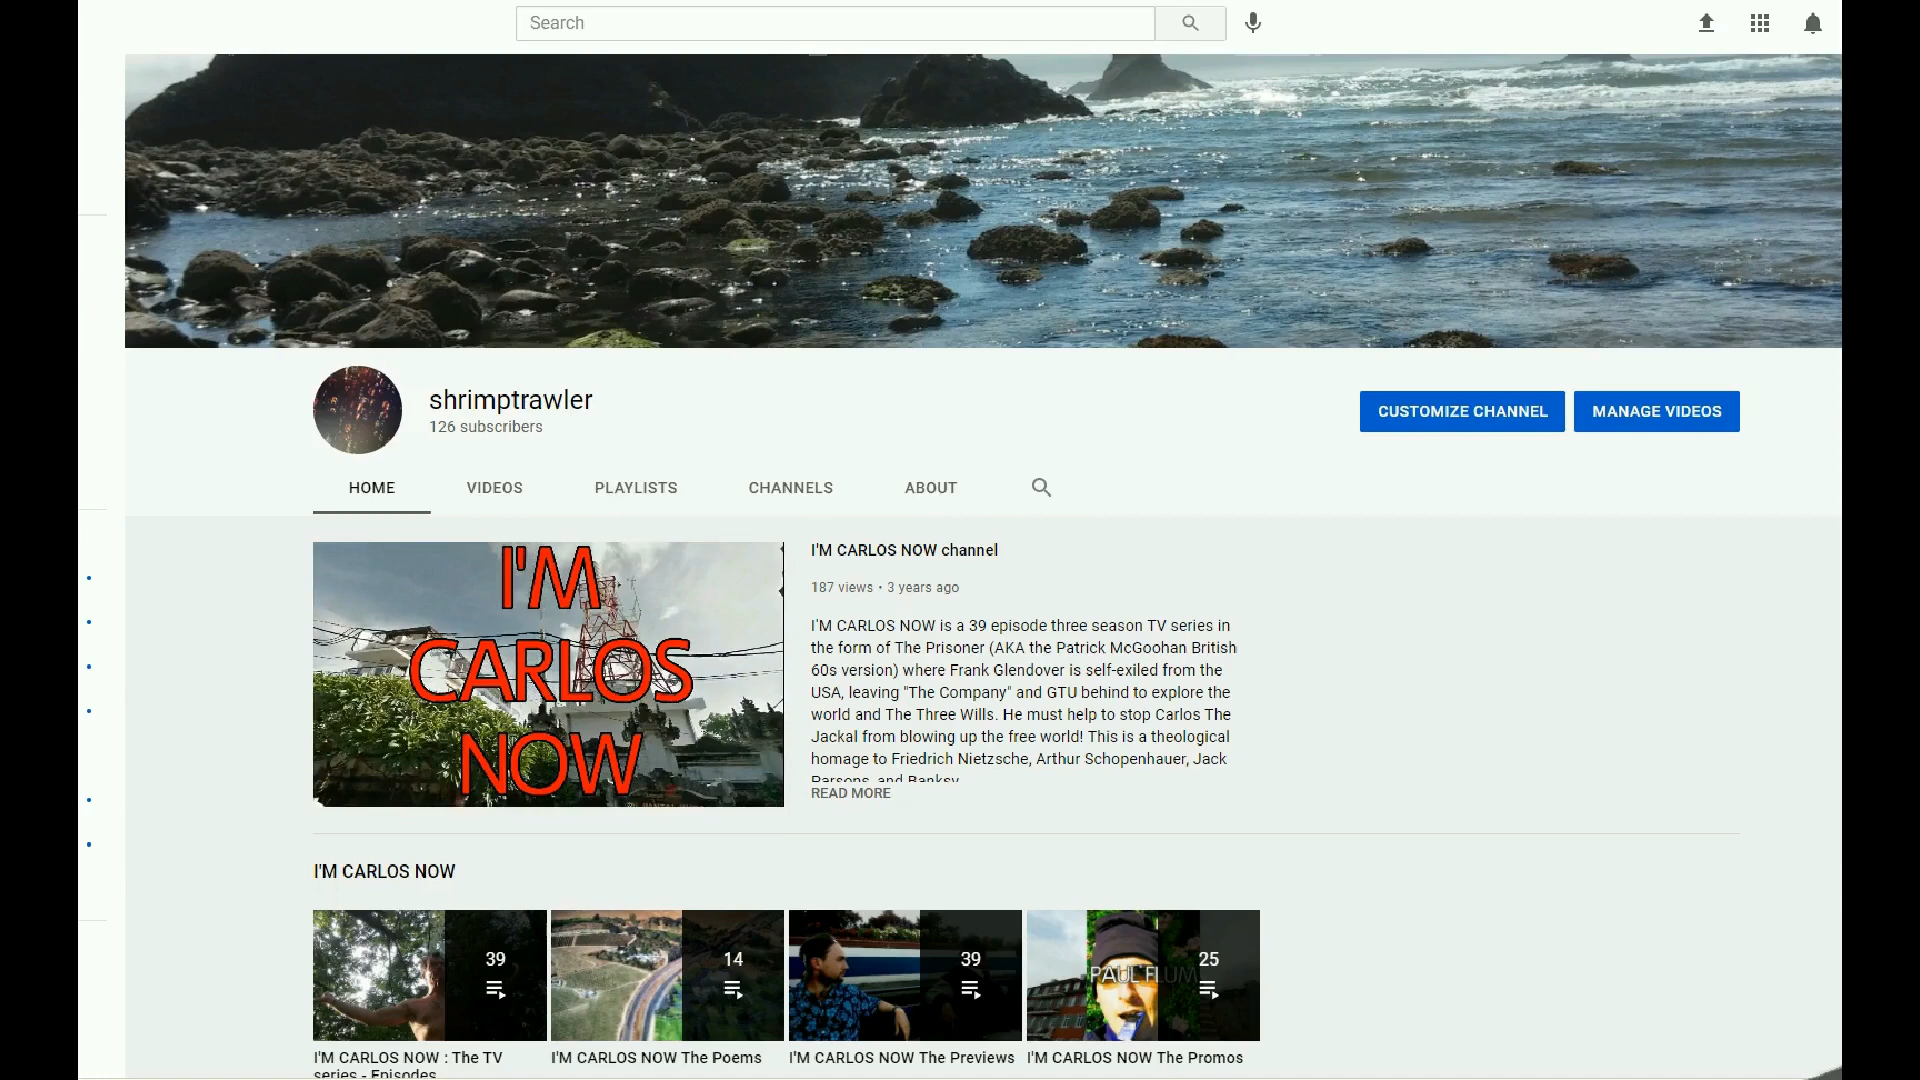 Search
shrimptrawler
126 subscribers
CUSTOMIZE CHANNEL
MANAGE VIDEOS
HOME
VIDEOS
PLAYLISTS
CHANNELS
ABOUT
I'M
CARLOS
NOW
I'M CARLOS NOW channel
187 views • 3 years ago
I'M CARLOS NOW is a 39 episode three season TV series in
the form of The Prisoner (AKA the Patrick McGoohan British
60s version) where Frank Glendover is self-exiled from the
USA, leaving "The Company" and GTU behind to explore the
world and The Three Wills. He must help to stop Carlos The
Jackal from blowing up the free world! This is a theological
homage to Friedrich Nietzsche, Arthur Schopenhauer, Jack
Parsons, and Banksy
READ MORE
I'M CARLOS NOW
39
14
39
PAUL FLUM
25
I'M CARLOS NOW : The TV
series - Episodes
I'M CARLOS NOW The Poems
I'M CARLOS NOW The Previews
I'M CARLOS NOW The Promos